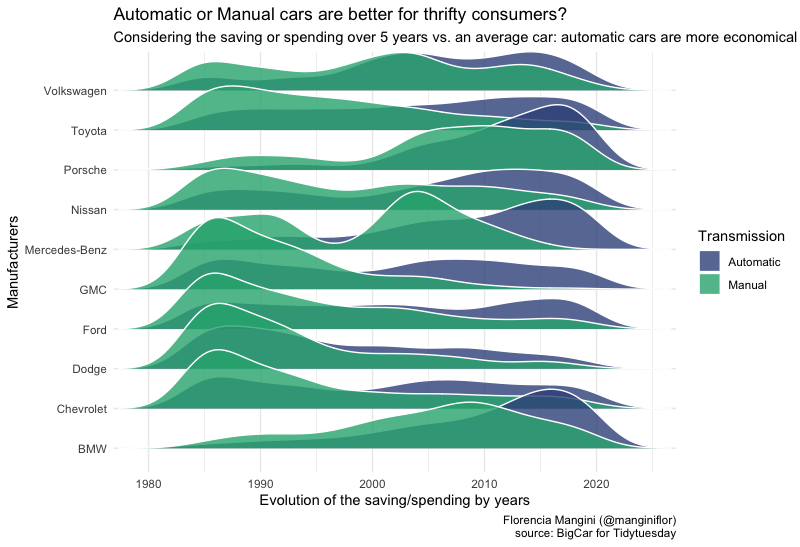 Automatic or Manual cars are better for thrifty consumers?
Considering the saving or spending over 5 years vs. an average car: automatic cars are more economical
Manufacturers
Volkswagen
Toyota
Porsche
Nissan
Mercedes-Benz
GMC
Ford
Dodge
Chevrolet
BMW
1980 1990 2000 2010 2020
Evolution of the saving/spending by years
Transmission
Automatic
Manual
Florencia Mangini (@manginiflor)
source: BigCar for Tidytuesday